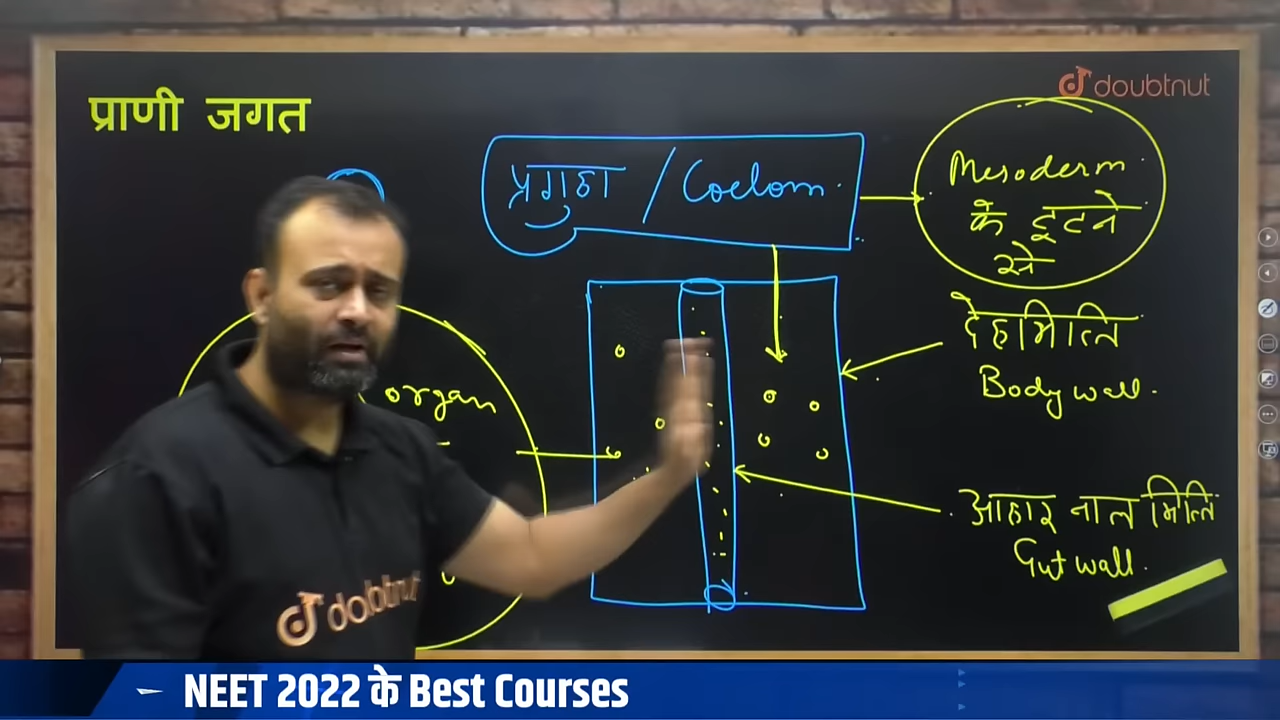 प्राणी जगत
doubtnut
प्रगुहा / Coelom
Mesoderm
के टूटने
से
देहभित्ति
Body wall.
organ
आहार नाल भित्ति
Gut wall.
doubtnut
NEET 2022 के Best Courses